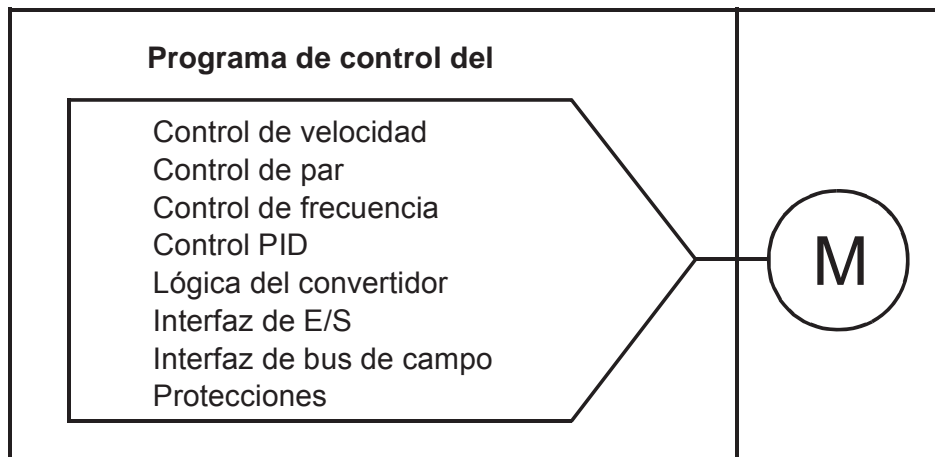 Programa de control del
Control de velocidad
Control de par
Control de frecuencia
Control PID
Lógica del convertidor
Interfaz de E/S
Interfaz de bus de campo
Protecciones
M